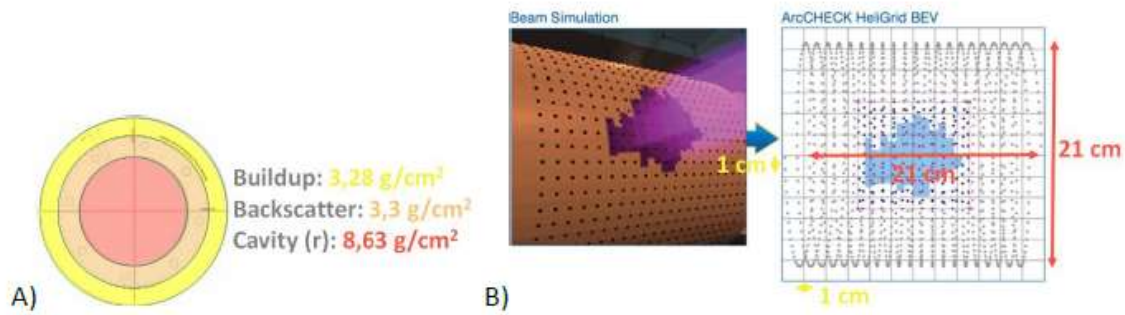 Beam Simulation
ArcCHECK HeliGrid BEV
Buildup: 3,28 g/cm²
Backscatter: 3,3 g/cm²
Cavity (r): 8,63 g/cm²
1 cm
21 cm
21 cm
1 cm
A)
B)